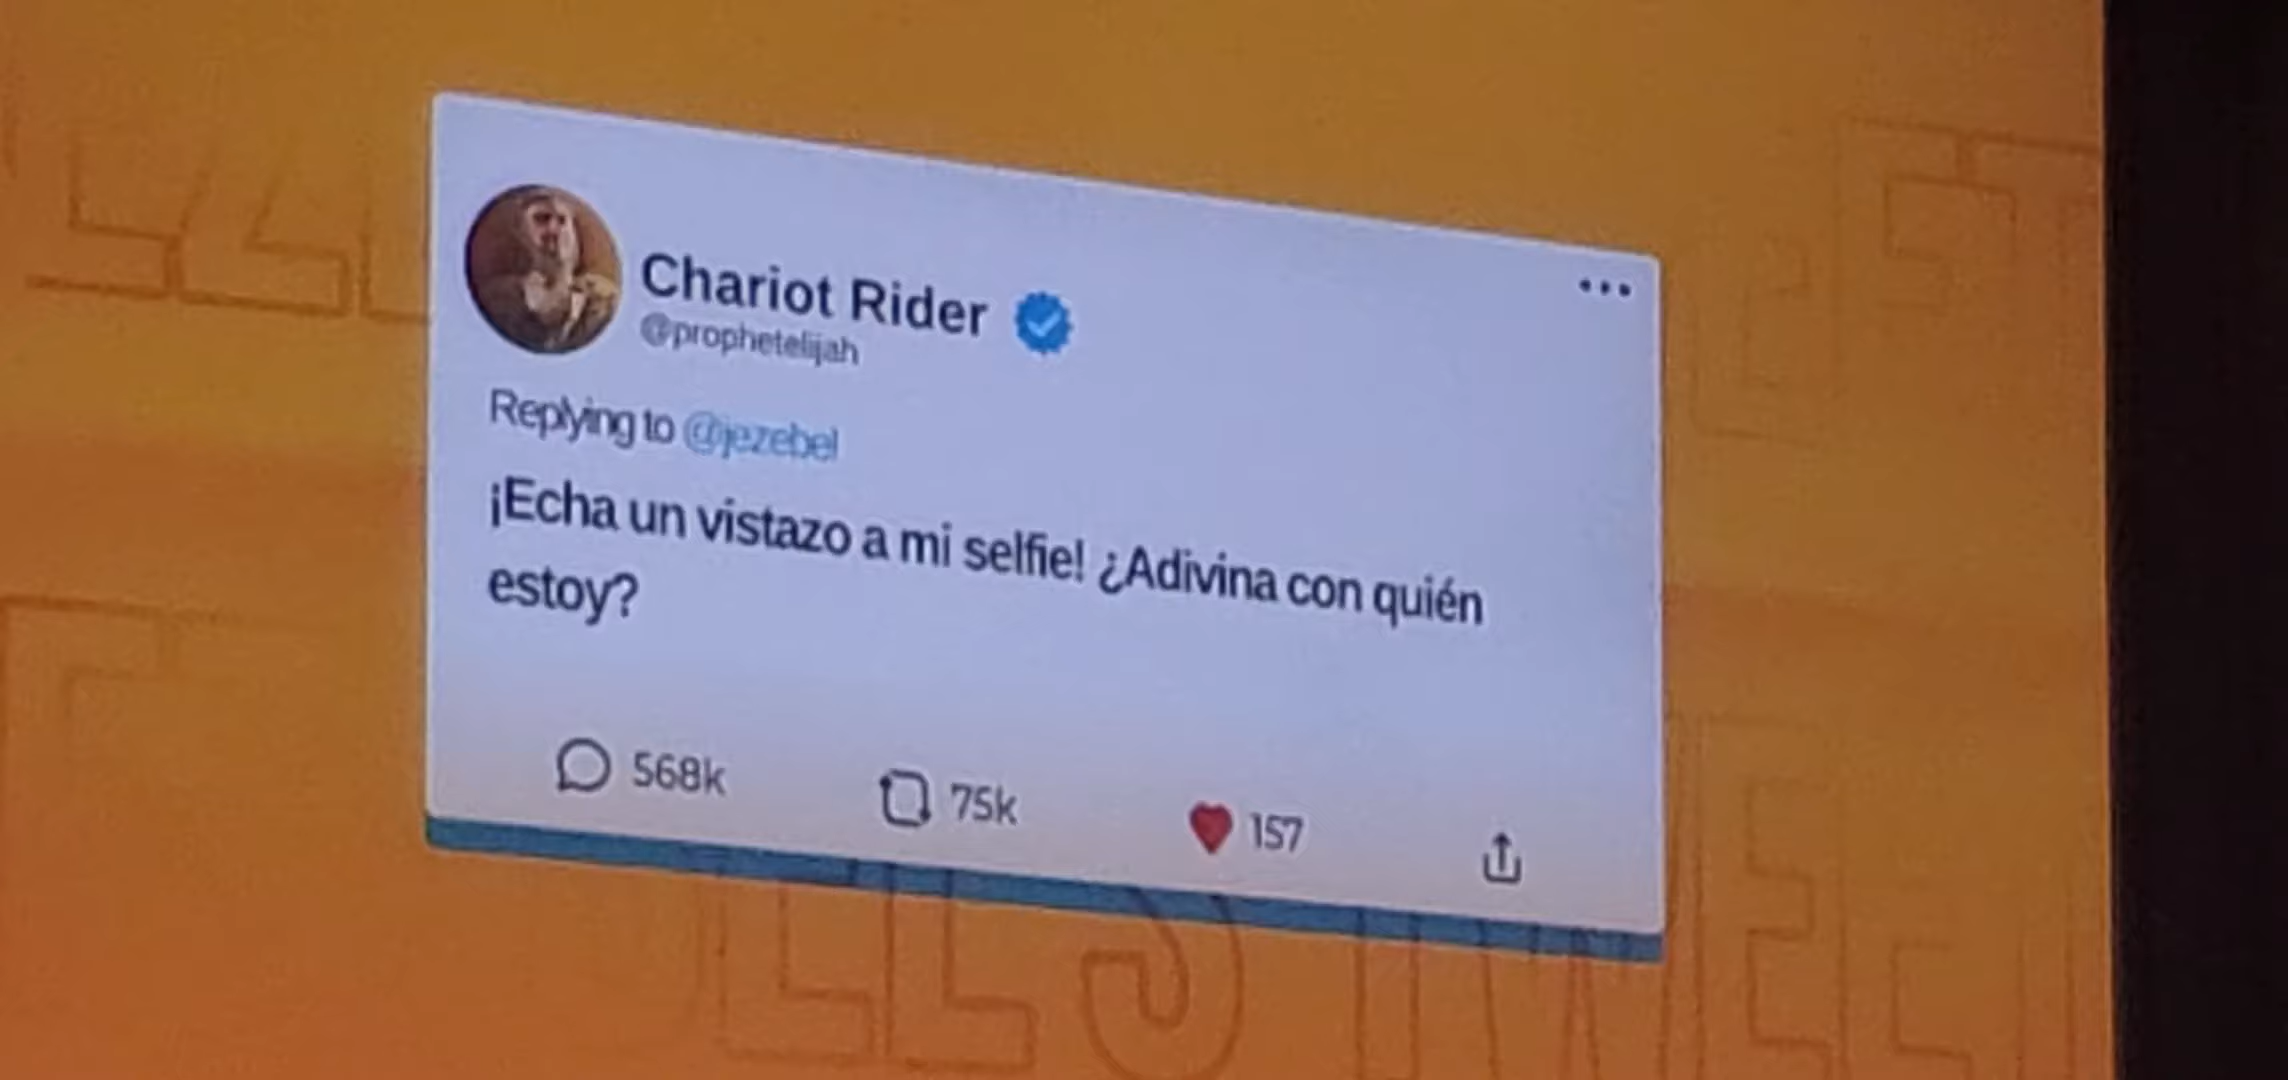 Chariot Rider
@prophetelijah
Replying to @jezebel
¡Echa un vistazo a mi selfie! ¿Adivina con quién
estoy?
568k 75k 157